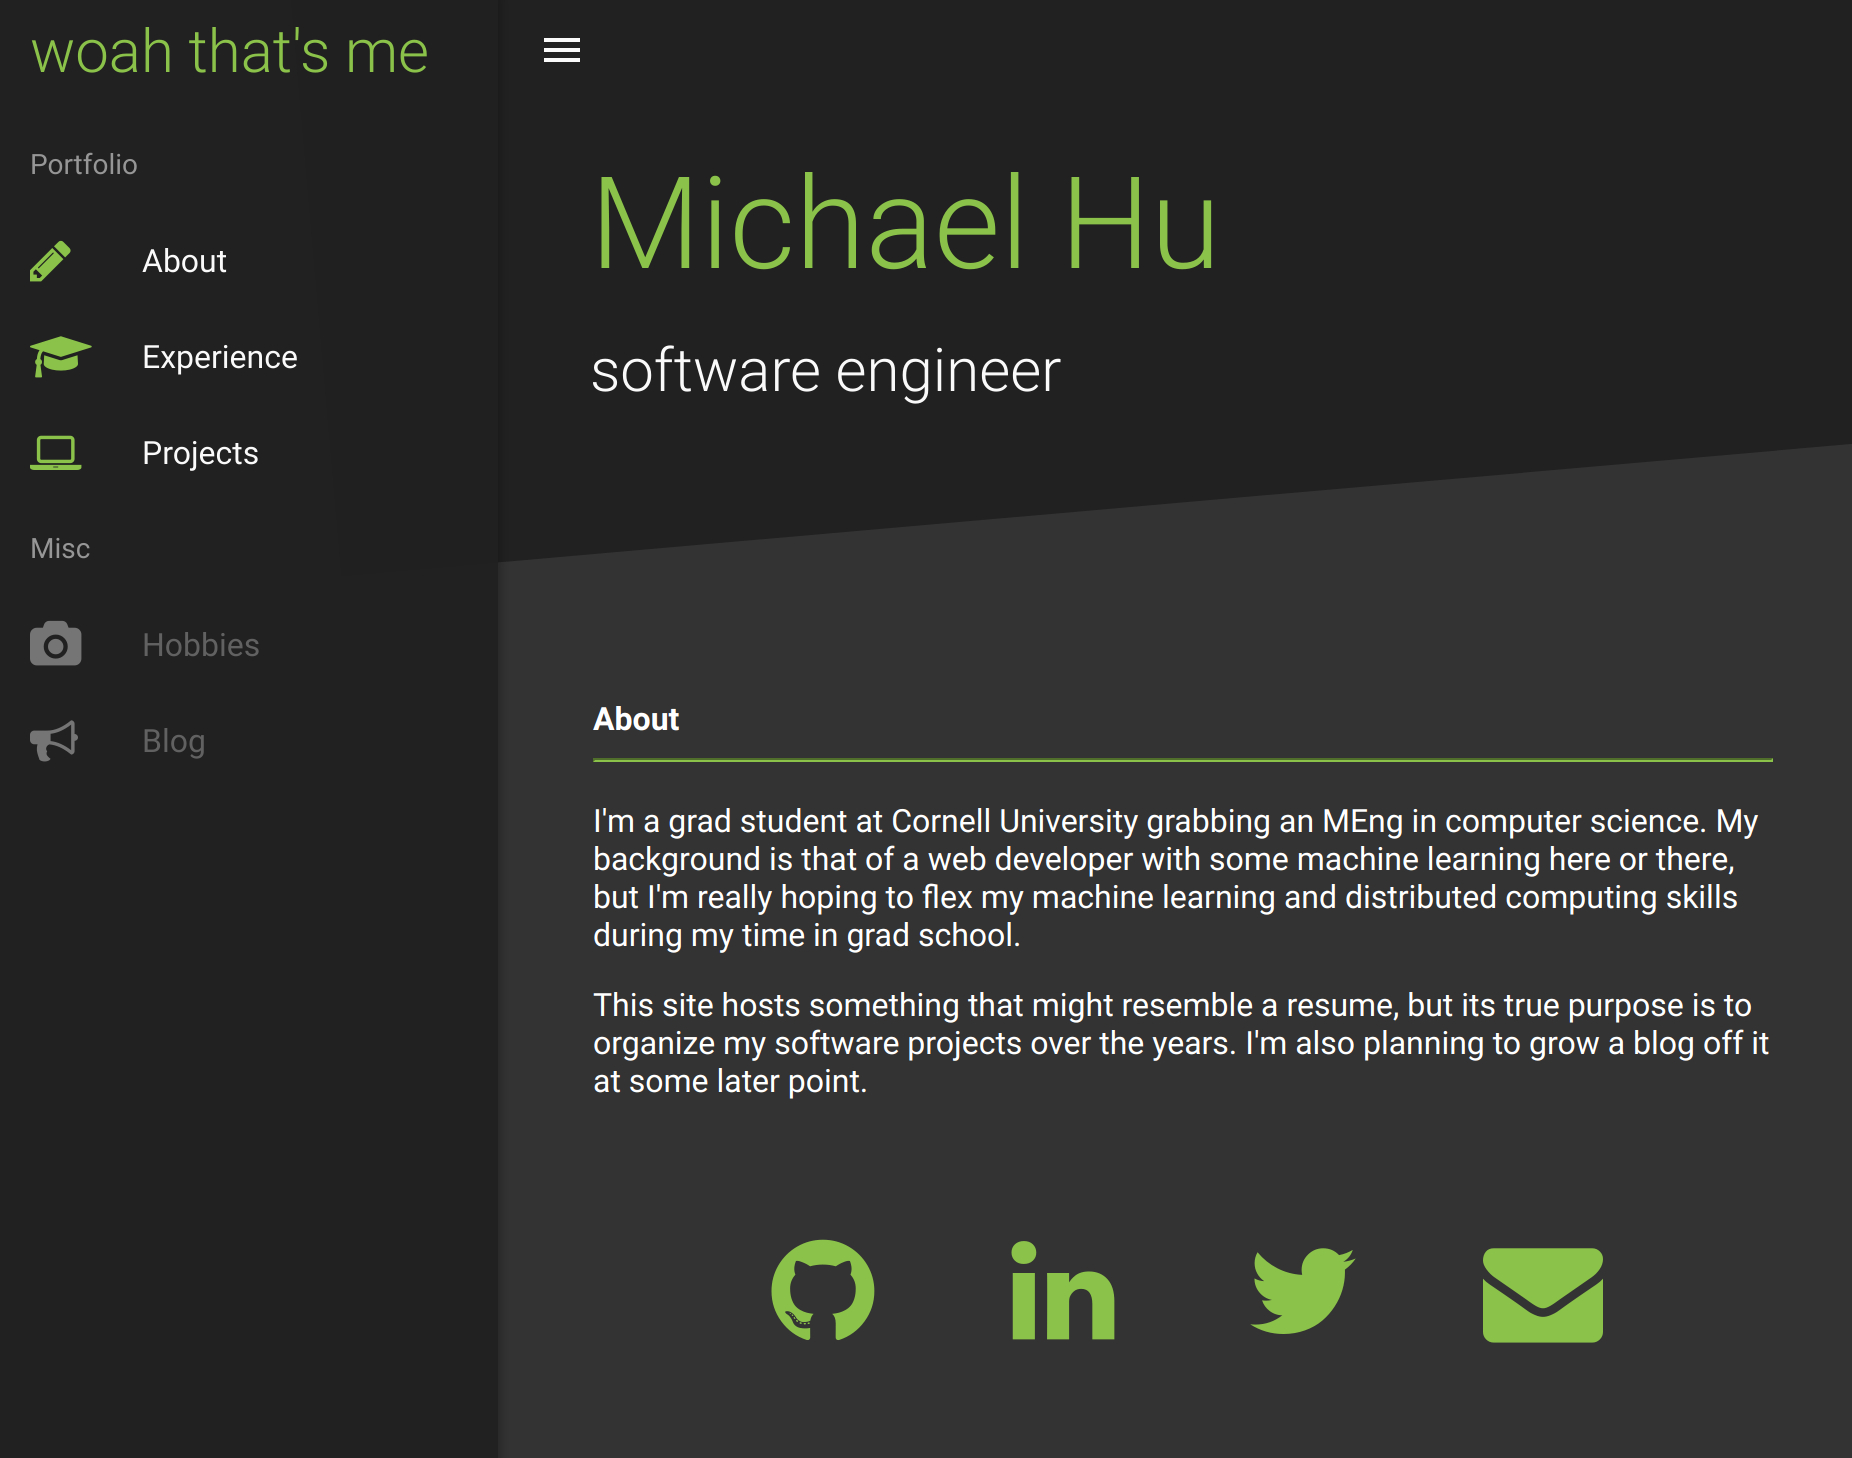 woah that's me
Portfolio
About
Experience
Projects
Misc
Hobbies
Blog
Michael Hu
software engineer
About
I'm a grad student at Cornell University grabbing an MEng in computer science. My
background is that of a web developer with some machine learning here or there,
but I'm really hoping to flex my machine learning and distributed computing skills
during my time in grad school.
This site hosts something that might resemble a resume, but its true purpose is to
organize my software projects over the years. I'm also planning to grow a blog off it
at some later point.
in